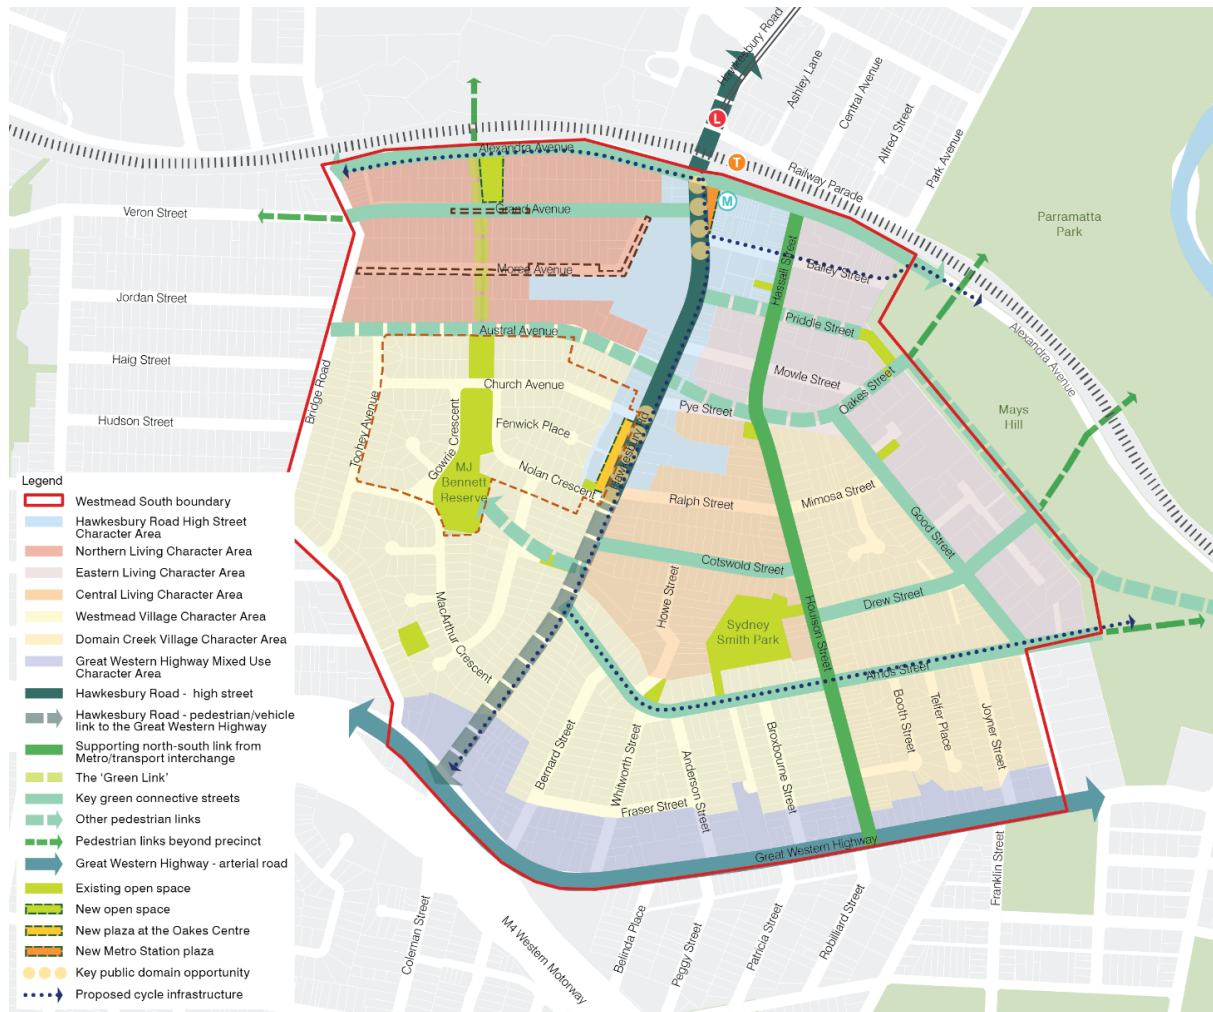 Hawkesbury Road
Ashley Lane
Central Avenue
Alfred Street
Park Avenue
L
T
Railway Parade
Alexandra Avenue
M
Veron Street
Grand Avenue
Parramatta
Park
Hassall Street
Bailey Street
Moree Avenue
Jordan Street
Priddle Street
Austral Avenue
Alexandra Avenue
Haig Street
Bridge Road
Mowle Street
Church Avenue
Oakes Street
Toohey Avenue
Gowrie Crescent
Pye Street
Mays
Hill
Hudson Street
Fenwick Place
Hawkesbury Rd
MJ
Bennett
Reserve
Nolan Crescent
Ralph Street
Mimosa Street
Good Street
Cotswold Street
Howe Street
Drew Street
MacArthur Crescent
Sydney
Smith Park
Houison Street
Amos Street
Booth Street
Telfer Place
Joyner Street
Bernard Street
Whitworth Street
Anderson Street
Broxbourne Street
Fraser Street
Great Western Highway
Franklin Street
Coleman Street
M4 Western Motorway
Belinda Place
Peggy Street
Patricia Street
Robilliard Street
Legend
Westmead South boundary
Hawkesbury Road High Street
Character Area
Northern Living Character Area
Eastern Living Character Area
Central Living Character Area
Westmead Village Character Area
Domain Creek Village Character Area
Great Western Highway Mixed Use
Character Area
Hawkesbury Road - high street
Hawkesbury Road - pedestrian/vehicle
link to the Great Western Highway
Supporting north-south link from
Metro/transport interchange
The ‘Green Link’
Key green connective streets
Other pedestrian links
Pedestrian links beyond precinct
Great Western Highway - arterial road
Existing open space
New open space
New plaza at the Oakes Centre
New Metro Station plaza
Key public domain opportunity
Proposed cycle infrastructure